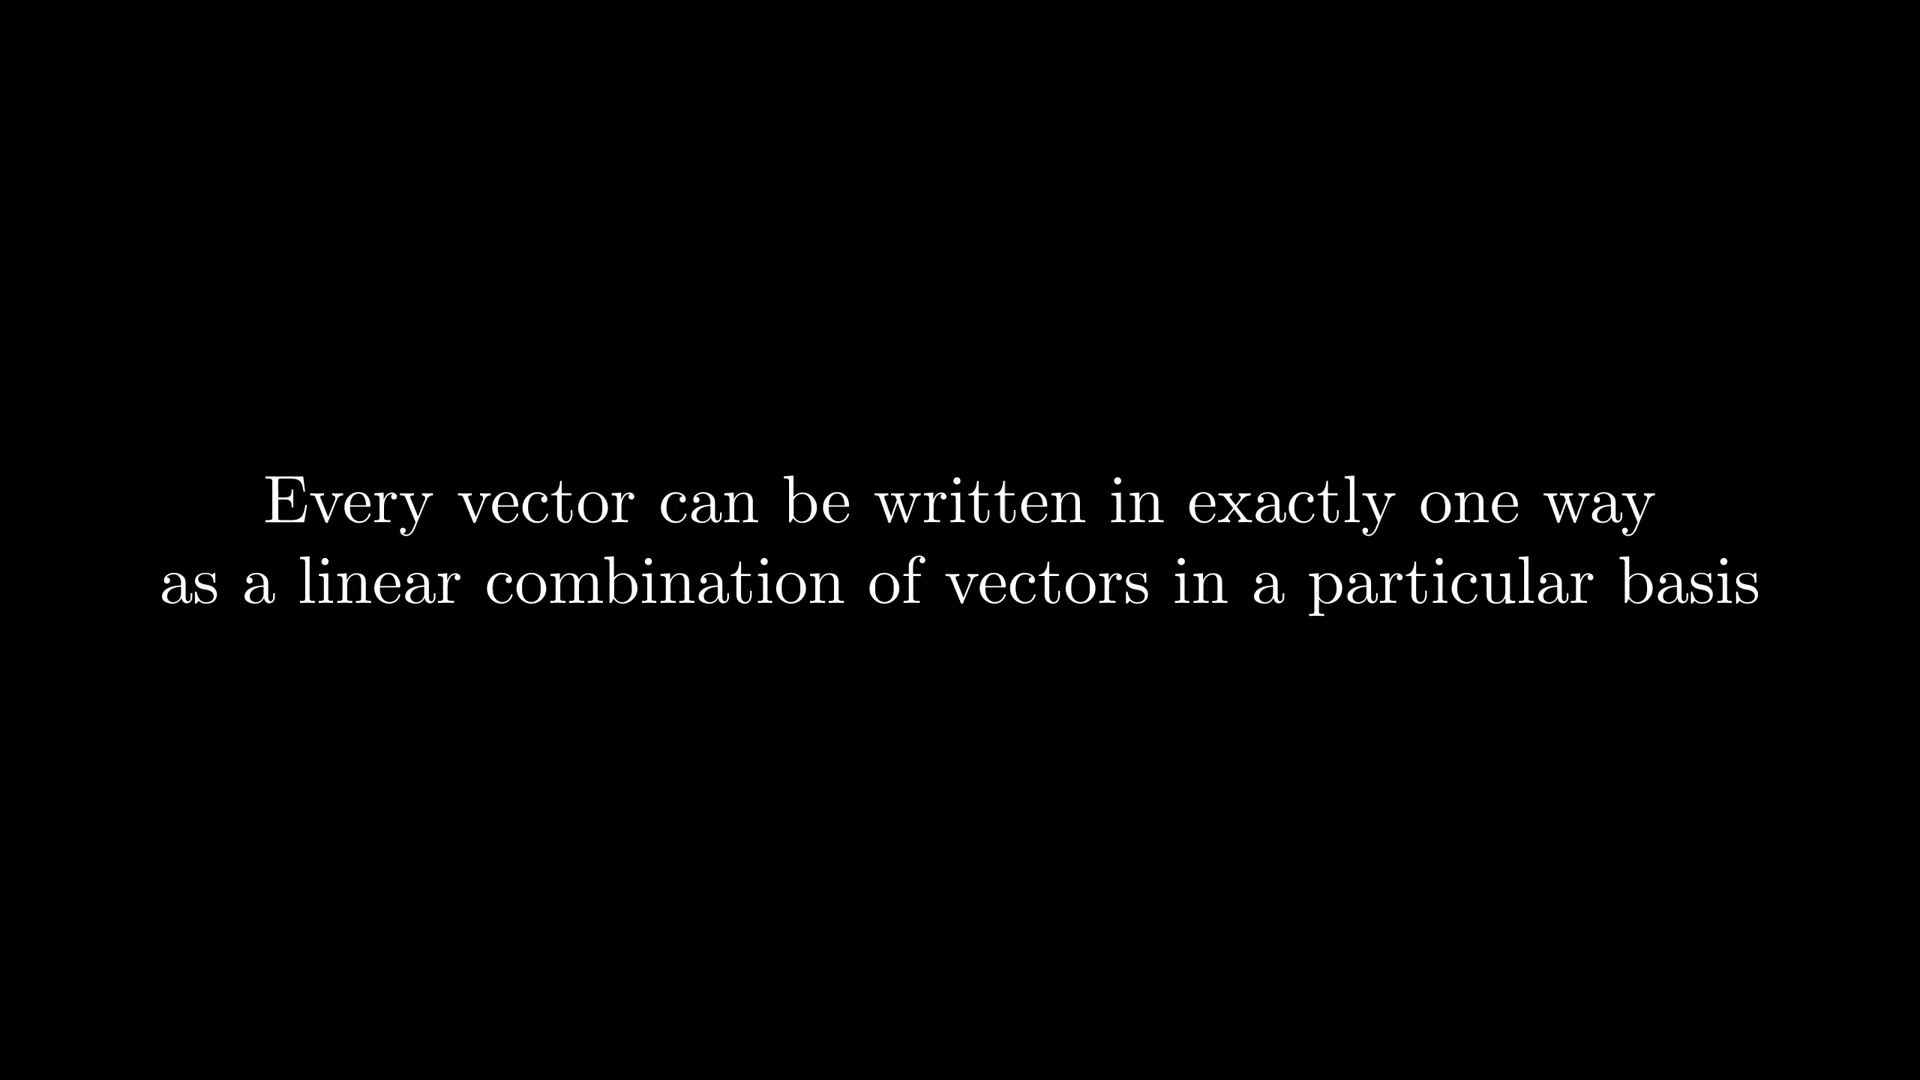 Every vector can be written in exactly one way
as a linear combination of vectors in a particular basis